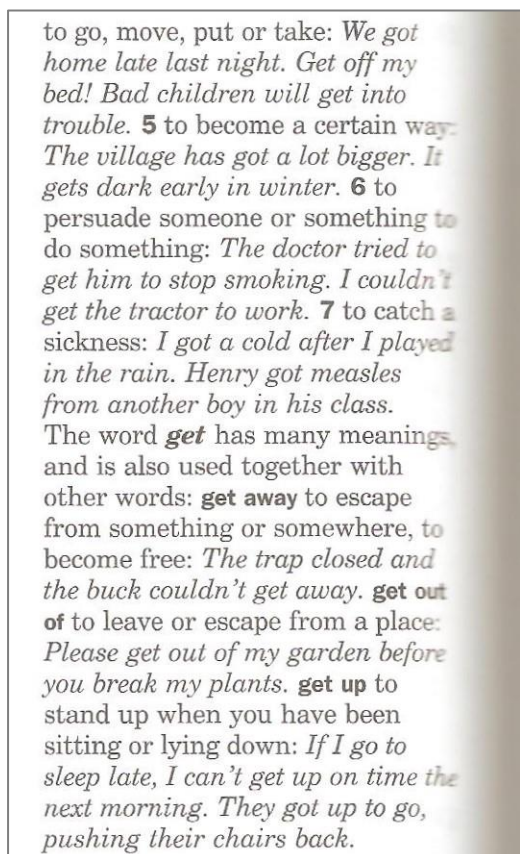 to go, move, put or take: We got
home late last night. Get off my
bed! Bad children will get into
trouble. 5 to become a certain way:
The village has got a lot bigger. It
gets dark early in winter. 6 to
persuade someone or something to
do something: The doctor tried to
get him to stop smoking. I couldn't
get the tractor to work. 7 to catch a
sickness: I got a cold after I played
in the rain. Henry got measles
from another boy in his class.
The word get has many meanings,
and is also used together with
other words: get away to escape
from something or somewhere, to
become free: The trap closed and
the buck couldn't get away. get out
of to leave or escape from a place:
Please get out of my garden before
you break my plants. get up to
stand up when you have been
sitting or lying down: If I go to
sleep late, I can't get up on time the
next morning. They got up to go,
pushing their chairs back.